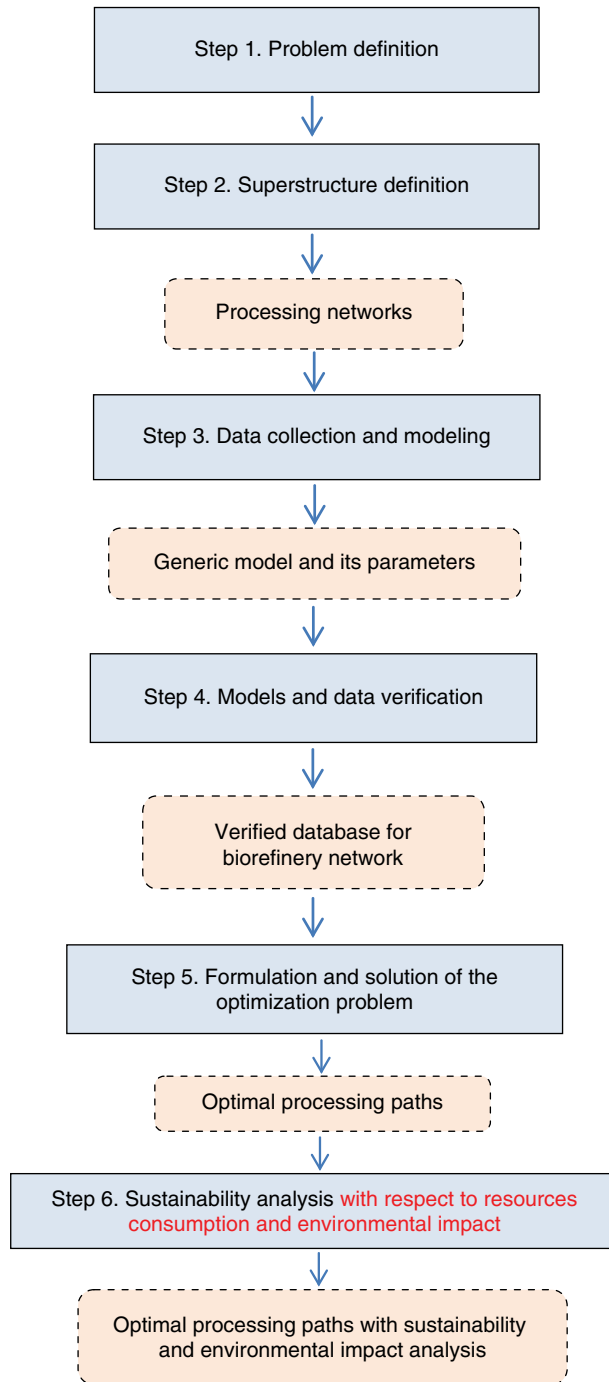 Step 1. Problem definition
Step 2. Superstructure definition
Processing networks
Step 3. Data collection and modeling
Generic model and its parameters
Step 4. Models and data verification
Verified database for
biorefinery network
Step 5. Formulation and solution of the
optimization problem
Optimal processing paths
Step 6. Sustainability analysis with respect to resources
consumption and environmental impact
Optimal processing paths with sustainability
and environmental impact analysis